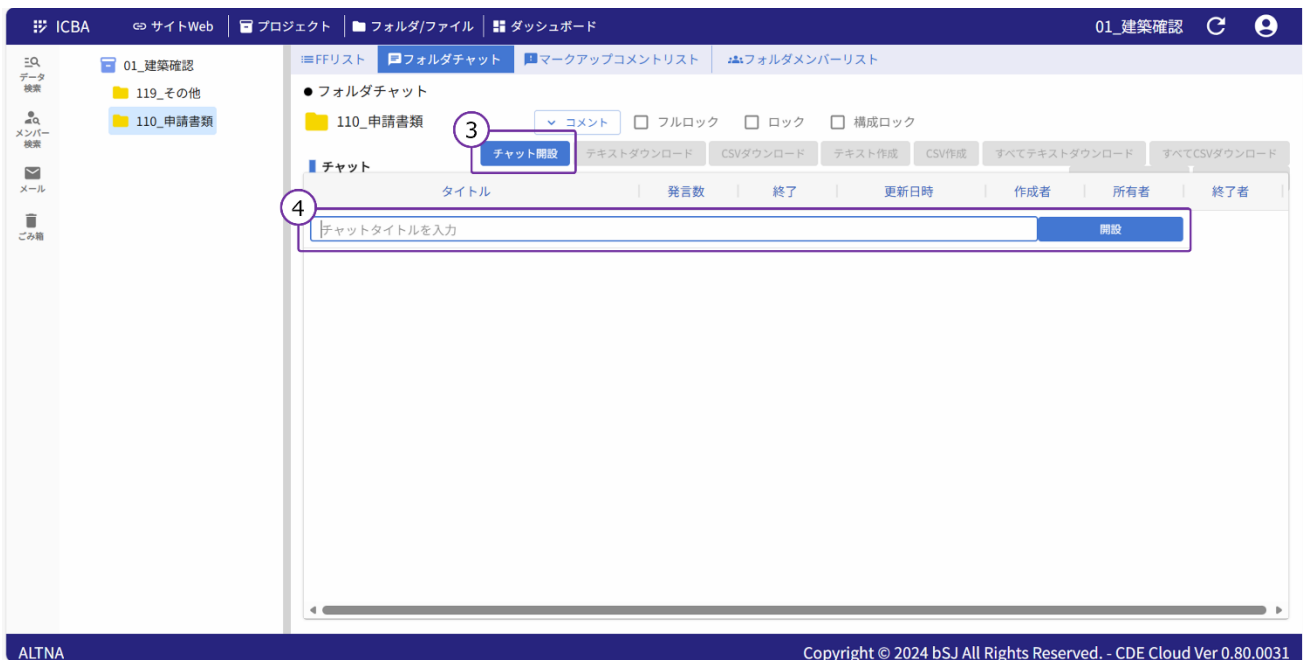 ICBA サイトWeb プロジェクト フォルダ/ファイル ダッシュボード 01_建築確認
データ
検索
メンバー
検索
メール
ごみ箱
01_建築確認
119_その他
110_申請書類
FFリスト フォルダチャット マークアップコメントリスト フォルダメンバーリスト
● フォルダチャット
110_申請書類 コメント フルロック ロック 構成ロック
3
チャット開設 テキストダウンロード CSVダウンロード テキスト作成 CSV作成 すべてテキストダウンロード すべてCSVダウンロード
チャット
タイトル 発言数 終了 更新日時 作成者 所有者 終了者
4
チャットタイトルを入力 開設
ALTNA Copyright © 2024 bSJ All Rights Reserved. - CDE Cloud Ver 0.80.0031